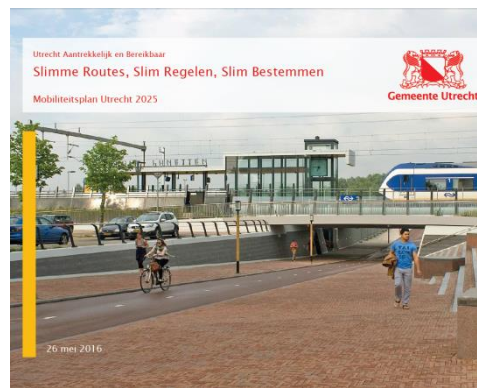 Utrecht Aantrekkelijk en Bereikbaar
Slimme Routes, Slim Regelen, Slim Bestemmen
Mobiliteitsplan Utrecht 2025
Gemeente Utrecht
26 mei 2016